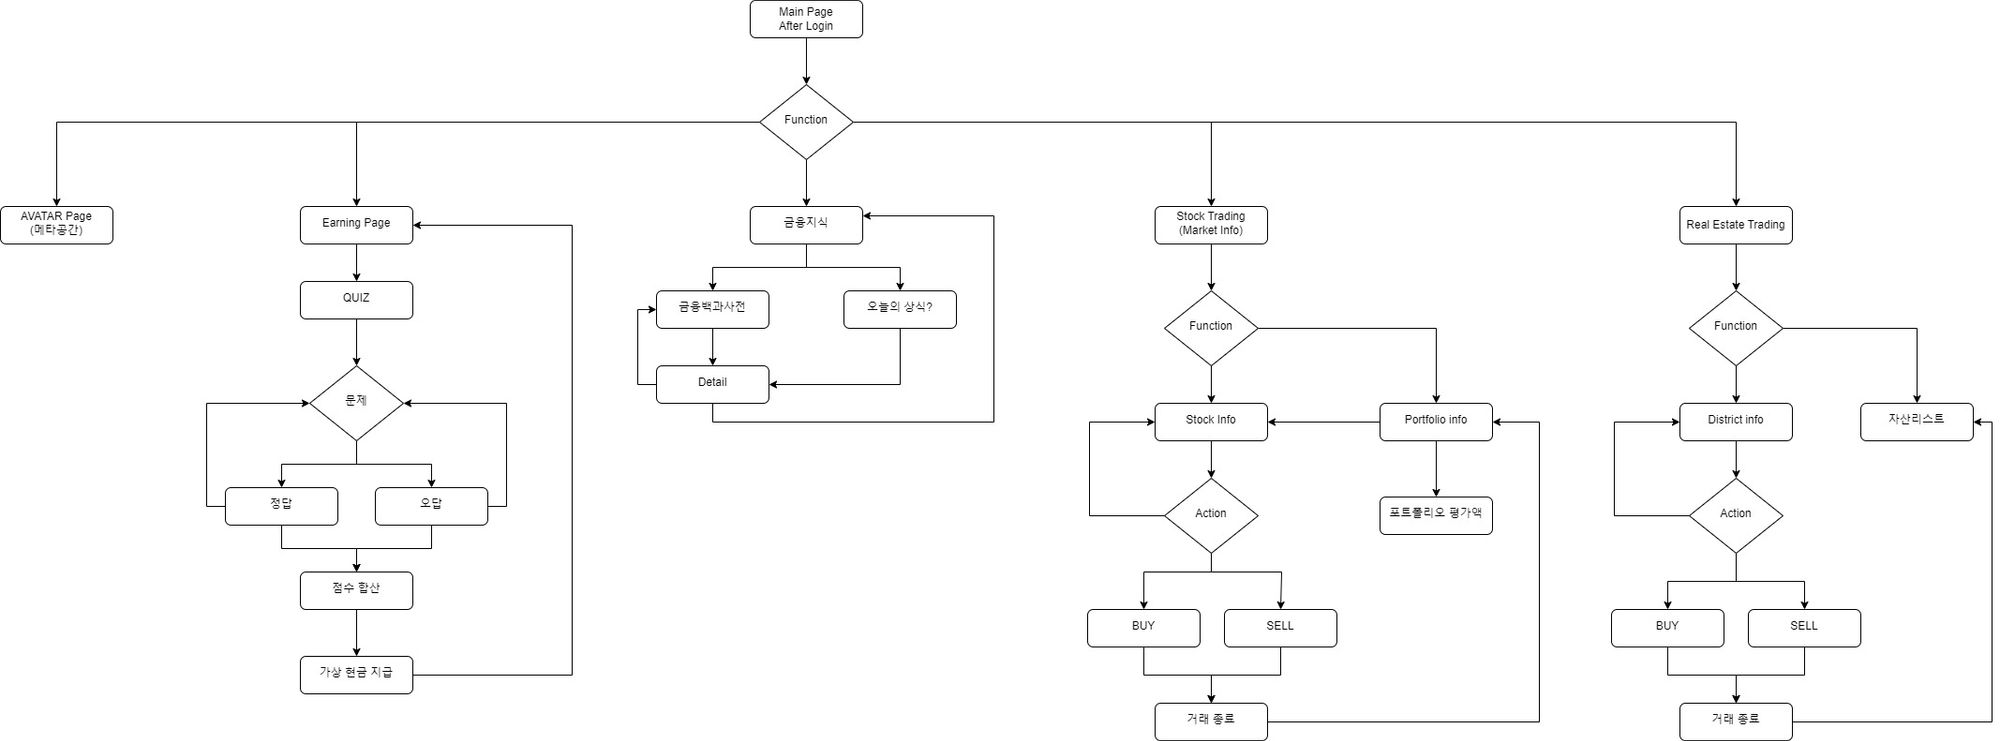 Main Page
After Login
Function
AVATAR Page
(메타공간)
Earning Page
금융지식
Stock Trading
(Market Info)
Real Estate Trading
QUIZ
금융백과사전
오늘의 상식?
Function
Function
Detail
문제
Stock Info
Portfolio info
District info
자산리스트
정답
오답
Action
포트폴리오 평가액
Action
점수 합산
BUY
SELL
BUY
SELL
가상 현금 지급
거래 종료
거래 종료